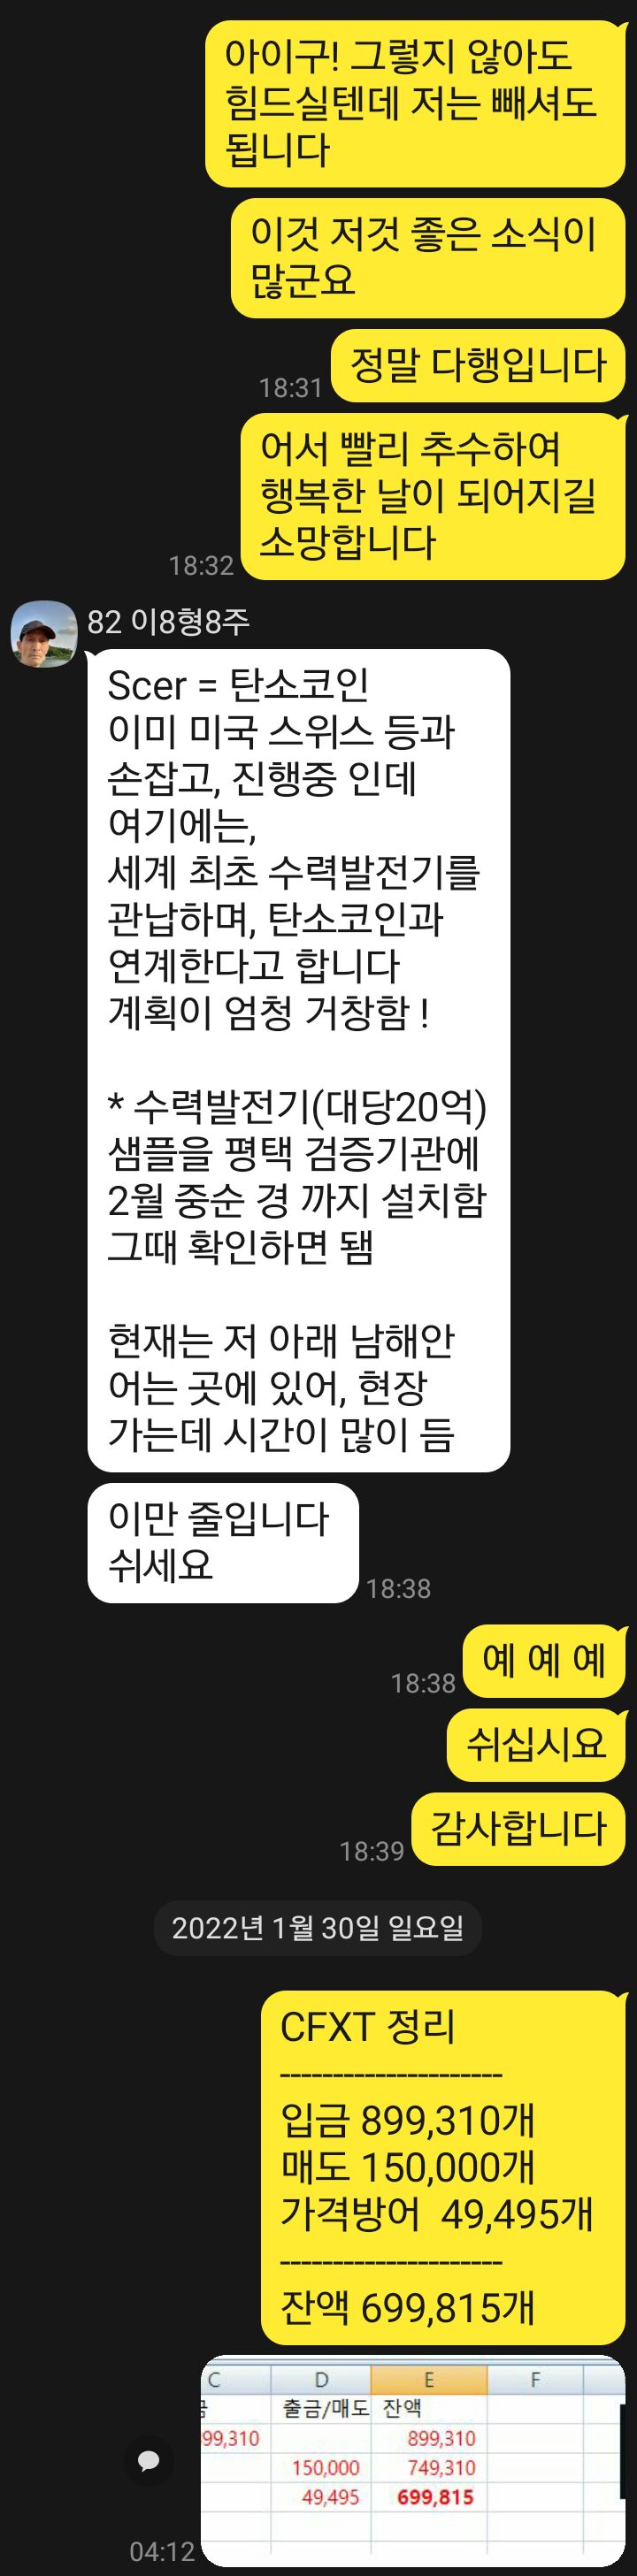 아이구! 그렇지 않아도
힘드실텐데 저는 빼셔도
됩니다
이것 저것 좋은 소식이
많군요
정말 다행입니다
18:31
어서 빨리 추수하여
행복한 날이 되어지길
소망합니다
18:32
82 이8형8주
Scer = 탄소코인
이미 미국 스위스 등과
손잡고, 진행중 인데
여기에는,
세계 최초 수력발전기를
관납하며, 탄소코인과
연계한다고 합니다
계획이 엄청 거창함 !
* 수력발전기(대당20억)
샘플을 평택 검증기관에
2월 중순 경 까지 설치함
그때 확인하면 됌
현재는 저 아래 남해안
어는 곳에 있어, 현장
가는데 시간이 많이 듬
이만 줄입니다
쉬세요
18:38
예 예 예
18:38
쉬십시요
감사합니다
18:39
2022년 1월 30일 일요일
CFXT 정리
---------------------
입금 899,310개
매도 150,000개
가격방어  49,495개
---------------------
잔액 699,815개
C D E F
금 출금/매도 잔액
99,310 899,310
150,000 749,310
49,495 699,815
04:12